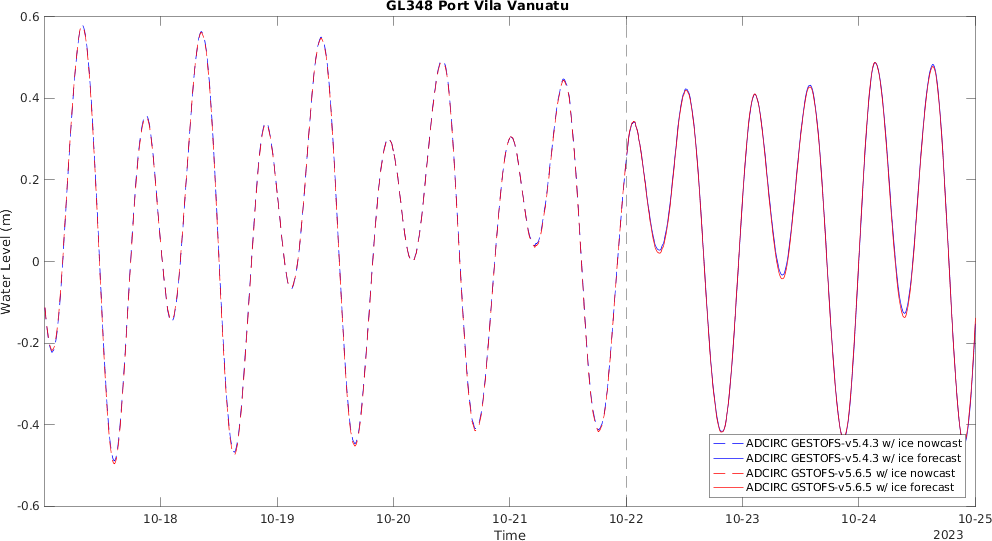 GL348 Port Vila Vanuatu
0.6
0.4
0.2
0
-0.2
-0.4
-0.6
Water Level (m)
10-18
10-19
10-20
10-21
10-22
10-23
10-24
10-25
Time
2023
ADCIRC GESTOFS-v5.4.3 w/ ice nowcast
ADCIRC GESTOFS-v5.4.3 w/ ice forecast
ADCIRC GSTOFS-v5.6.5 w/ ice nowcast
ADCIRC GSTOFS-v5.6.5 w/ ice forecast